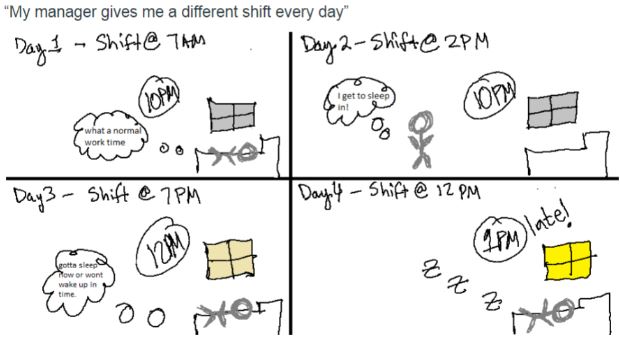 “My manager gives me a different shift every day”
Day 1 - Shift @ 7AM
10PM
what a normal
work time
Day 2 - Shift @ 2PM
I get to sleep
in!
10PM
Day 3 - Shift @ 7PM
12PM
gotta sleep
now or wont
wake up in
time.
Day 4 - Shift @ 12 PM
1PM
late!
z
z
z